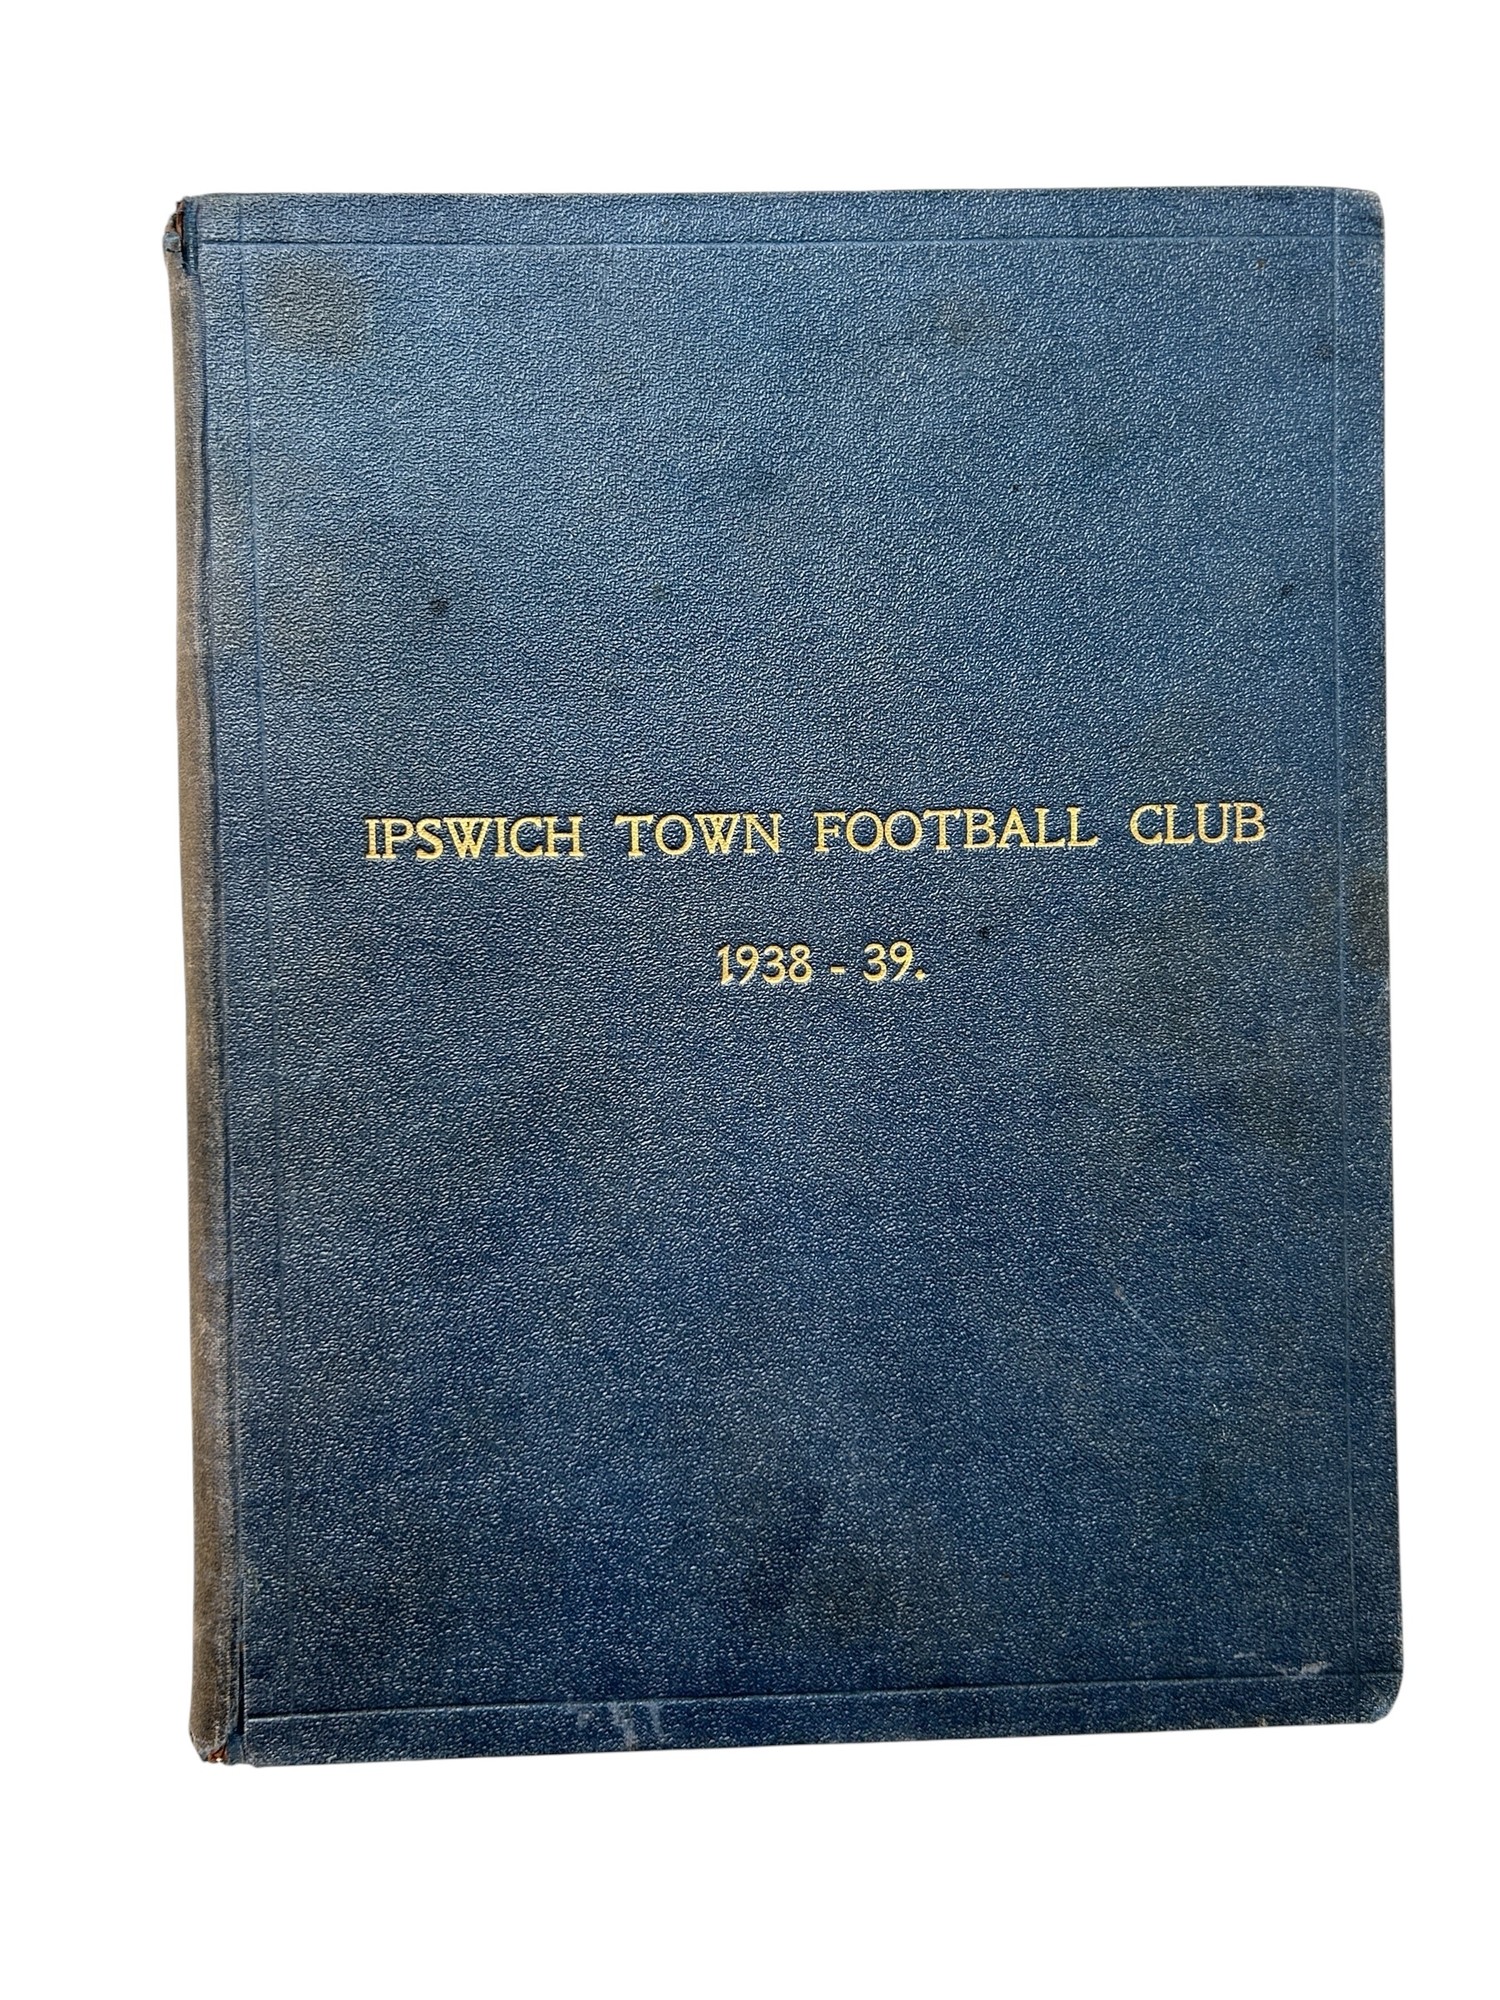 IPSWICH TOWN FOOTBALL CLUB
1938 - 39.